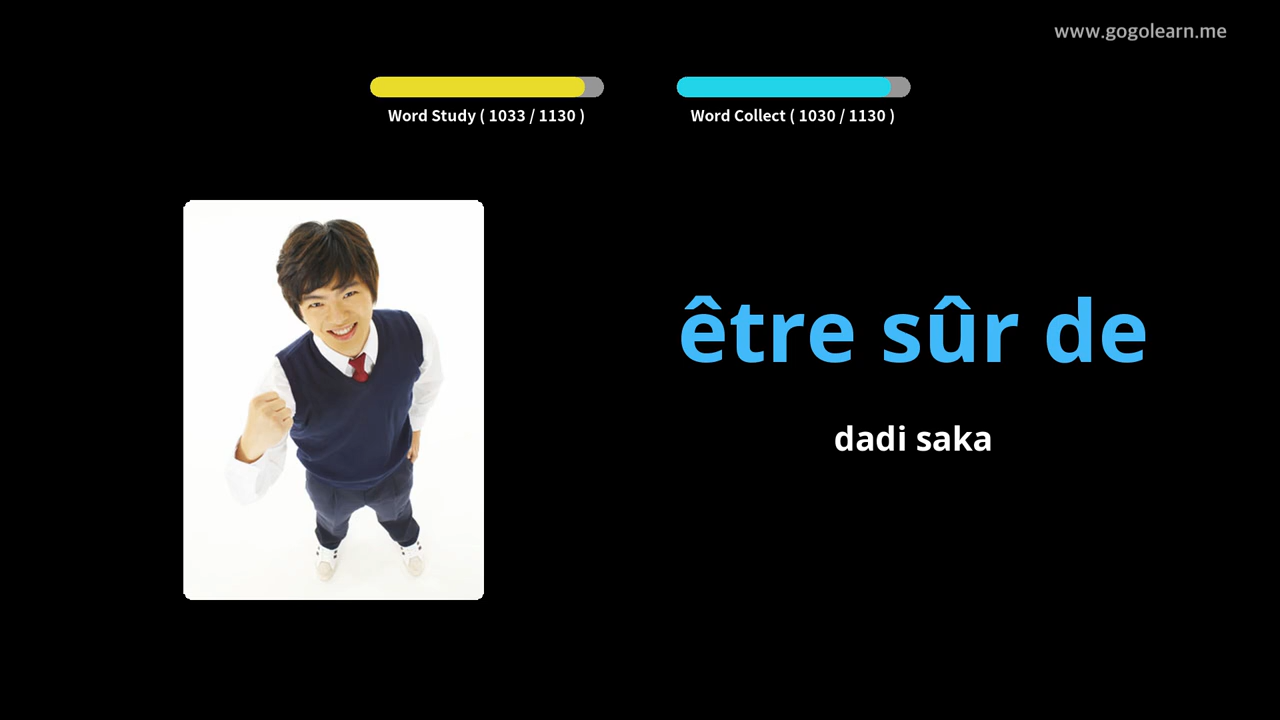 www.gogolearn.me
Word Study ( 1033 / 1130 )
Word Collect ( 1030 / 1130 )
être sûr de
dadi saka